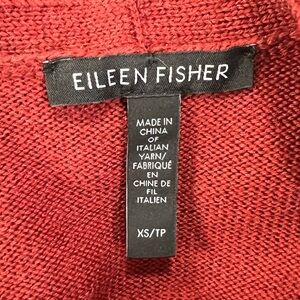 EILEEN FISHER
MADE IN
CHINA
OF
ITALIAN
YARN/
FABRIQUÉ
EN
CHINE DE
FIL
ITALIEN
XS/TP